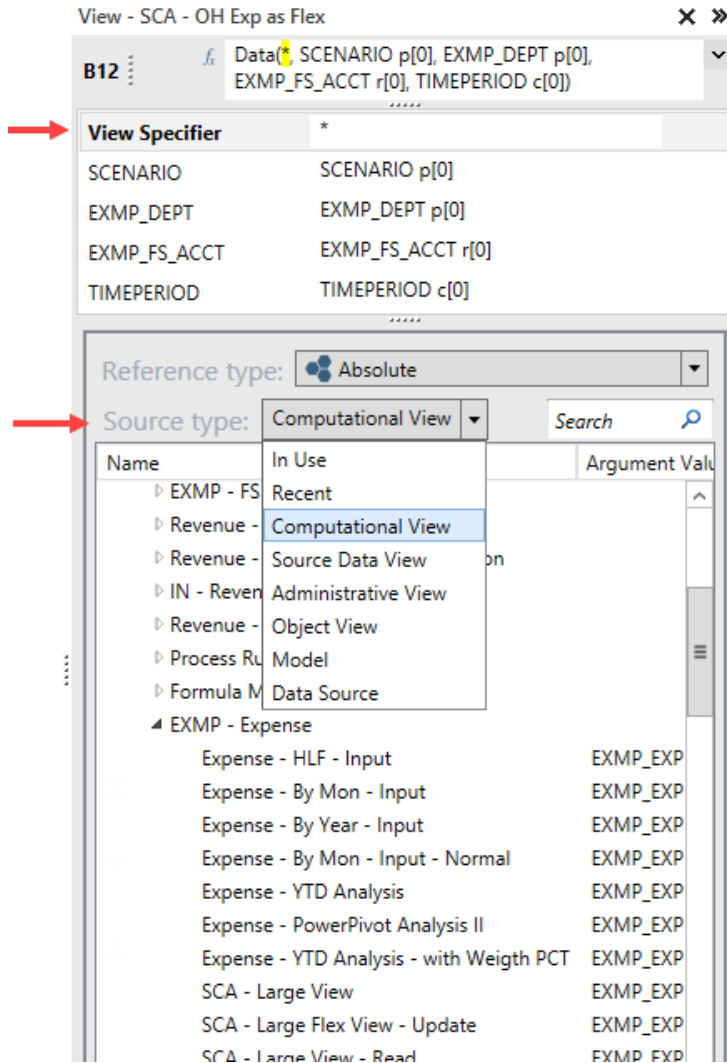 View - SCA - OH Exp as Flex
B12 fx Data(*, SCENARIO p[0], EXMP_DEPT p[0],
EXMP_FS_ACCT r[0], TIMEPERIOD c[0])
View Specifier *
SCENARIO SCENARIO p[0]
EXMP_DEPT EXMP_DEPT p[0]
EXMP_FS_ACCT EXMP_FS_ACCT r[0]
TIMEPERIOD TIMEPERIOD c[0]
Reference type: Absolute
Source type: Computational View Search
Name In Use Argument Valu
EXMP - FS Recent
Revenue - Computational View
Revenue - Source Data View on
IN - Reven Administrative View
Revenue - Object View
Process Ru Model
Formula M Data Source
EXMP - Expense
Expense - HLF - Input EXMP_EXP
Expense - By Mon - Input EXMP_EXP
Expense - By Year - Input EXMP_EXP
Expense - By Mon - Input - Normal EXMP_EXP
Expense - YTD Analysis EXMP_EXP
Expense - PowerPivot Analysis II EXMP_EXP
Expense - YTD Analysis - with Weigth PCT EXMP_EXP
SCA - Large View EXMP_EXP
SCA - Large Flex View - Update EXMP_EXP
SCA - Large View - Read EXMP_EXP